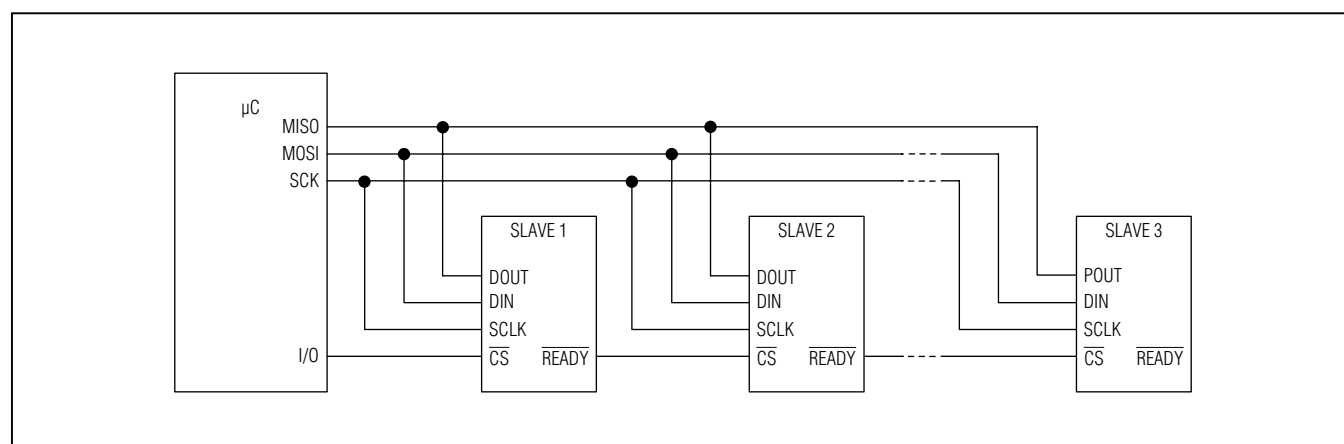 µC
MISO
MOSI
SCK
I/O
SLAVE 1
DOUT
DIN
SCLK
CS READY
SLAVE 2
DOUT
DIN
SCLK
CS READY
SLAVE 3
POUT
DIN
SCLK
CS READY